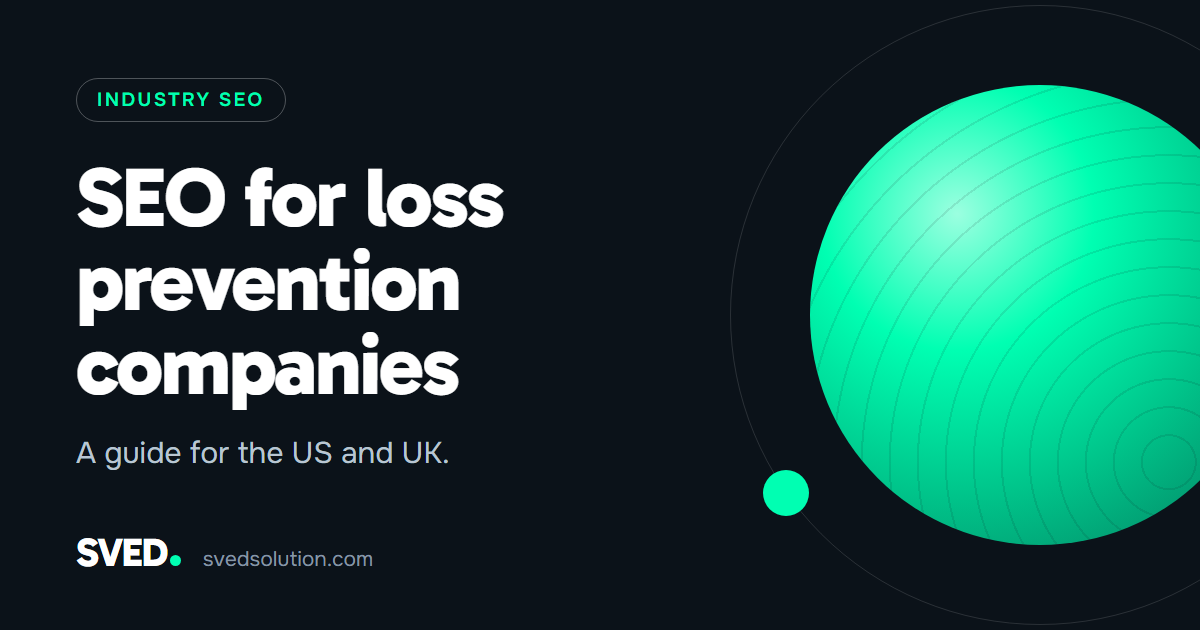 INDUSTRY SEO
SEO for loss
prevention
companies
A guide for the US and UK.
SVED.
svedsolution.com